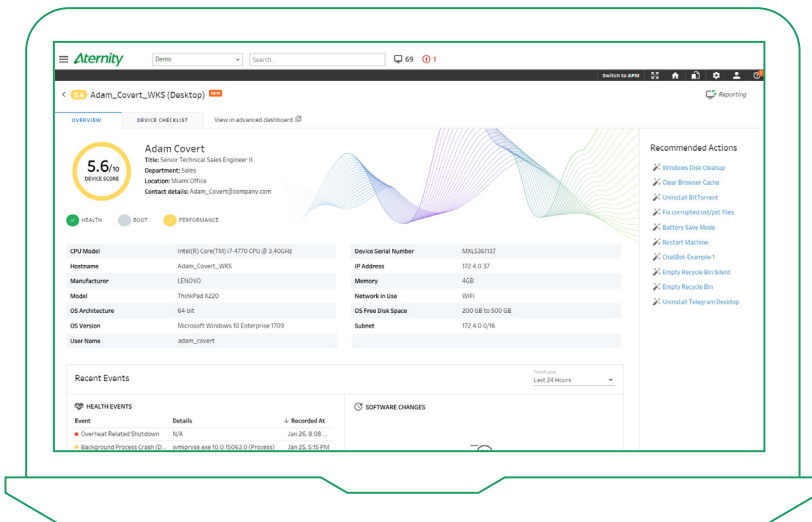 Aternity
Demo
Search...
69
1
Switch to APM
5.6 Adam_Covert_WKS (Desktop) NEW
Reporting
OVERVIEW
DEVICE CHECKLIST
View in advanced dashboard
5.6/10
DEVICE SCORE
Adam Covert
Title: Senior Technical Sales Engineer II
Department: Sales
Location: Miami Office
Contact details: Adam_Covert@company.com
HEALTH
BOOT
PERFORMANCE
CPU Model Intel(R) Core(TM) i7-4770 CPU @ 3.40GHz
Hostname Adam_Covert_WKS
Manufacturer LENOVO
Model ThinkPad X220
OS Architecture 64-bit
OS Version Microsoft Windows 10 Enterprise 1709
User Name adam_covert
Device Serial Number MXL5361137
IP Address 172.4.0.37
Memory 4GB
Network in Use WiFi
OS Free Disk Space 200 GB to 500 GB
Subnet 172.4.0.0/16
Recommended Actions
Windows Disk Cleanup
Clear Browser Cache
Uninstall BitTorrent
Fix corrupted ost/pst files
Battery Save Mode
Restart Machine
ChatBot-Example-1
Empty Recycle Bin Silent
Empty Recycle Bin
Uninstall Telegram Desktop
Recent Events
Timeframe
Last 24 Hours
HEALTH EVENTS
Event Details Recorded At
Overheat Related Shutdown N/A Jan 26, 8:08 ...
Background Process Crash (D... wmiprvse.exe 10.0.15063.0 (Process) Jan 25, 5:15 PM
SOFTWARE CHANGES